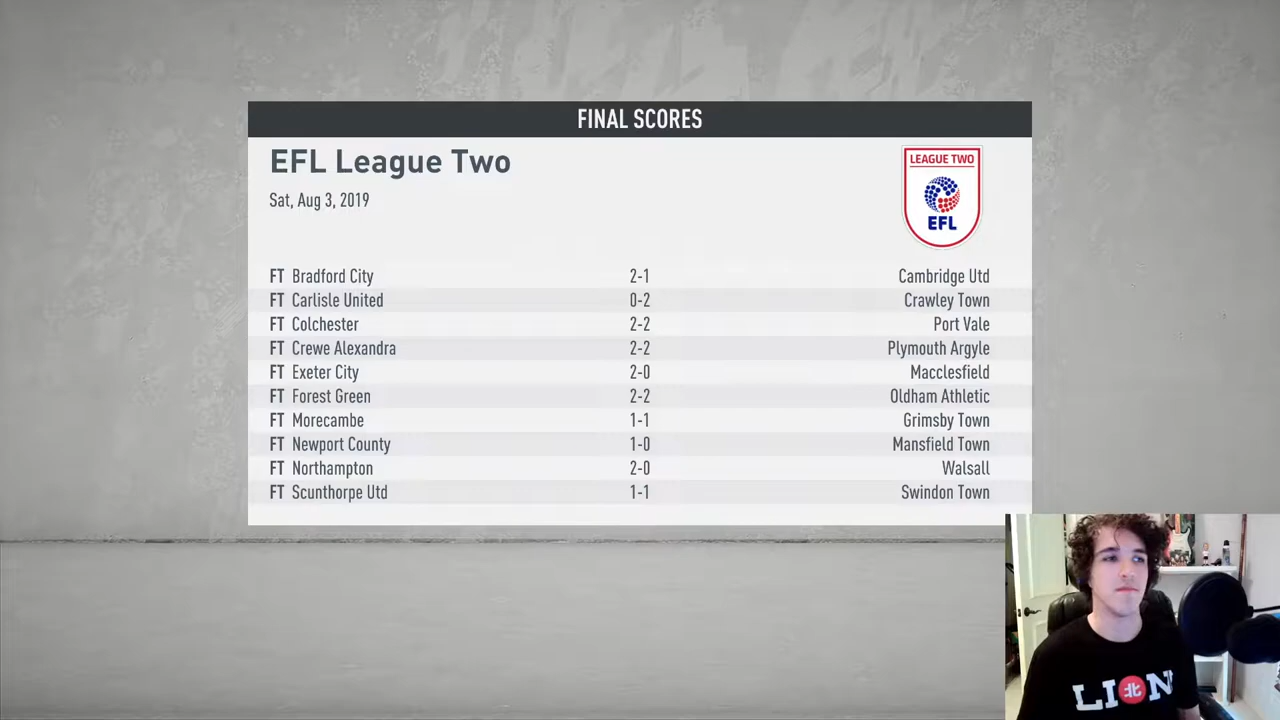 FINAL SCORES
EFL League Two
Sat, Aug 3, 2019
LEAGUE TWO
EFL
FT Bradford City 2-1 Cambridge Utd
FT Carlisle United 0-2 Crawley Town
FT Colchester 2-2 Port Vale
FT Crewe Alexandra 2-2 Plymouth Argyle
FT Exeter City 2-0 Macclesfield
FT Forest Green 2-2 Oldham Athletic
FT Morecambe 1-1 Grimsby Town
FT Newport County 1-0 Mansfield Town
FT Northampton 2-0 Walsall
FT Scunthorpe Utd 1-1 Swindon Town